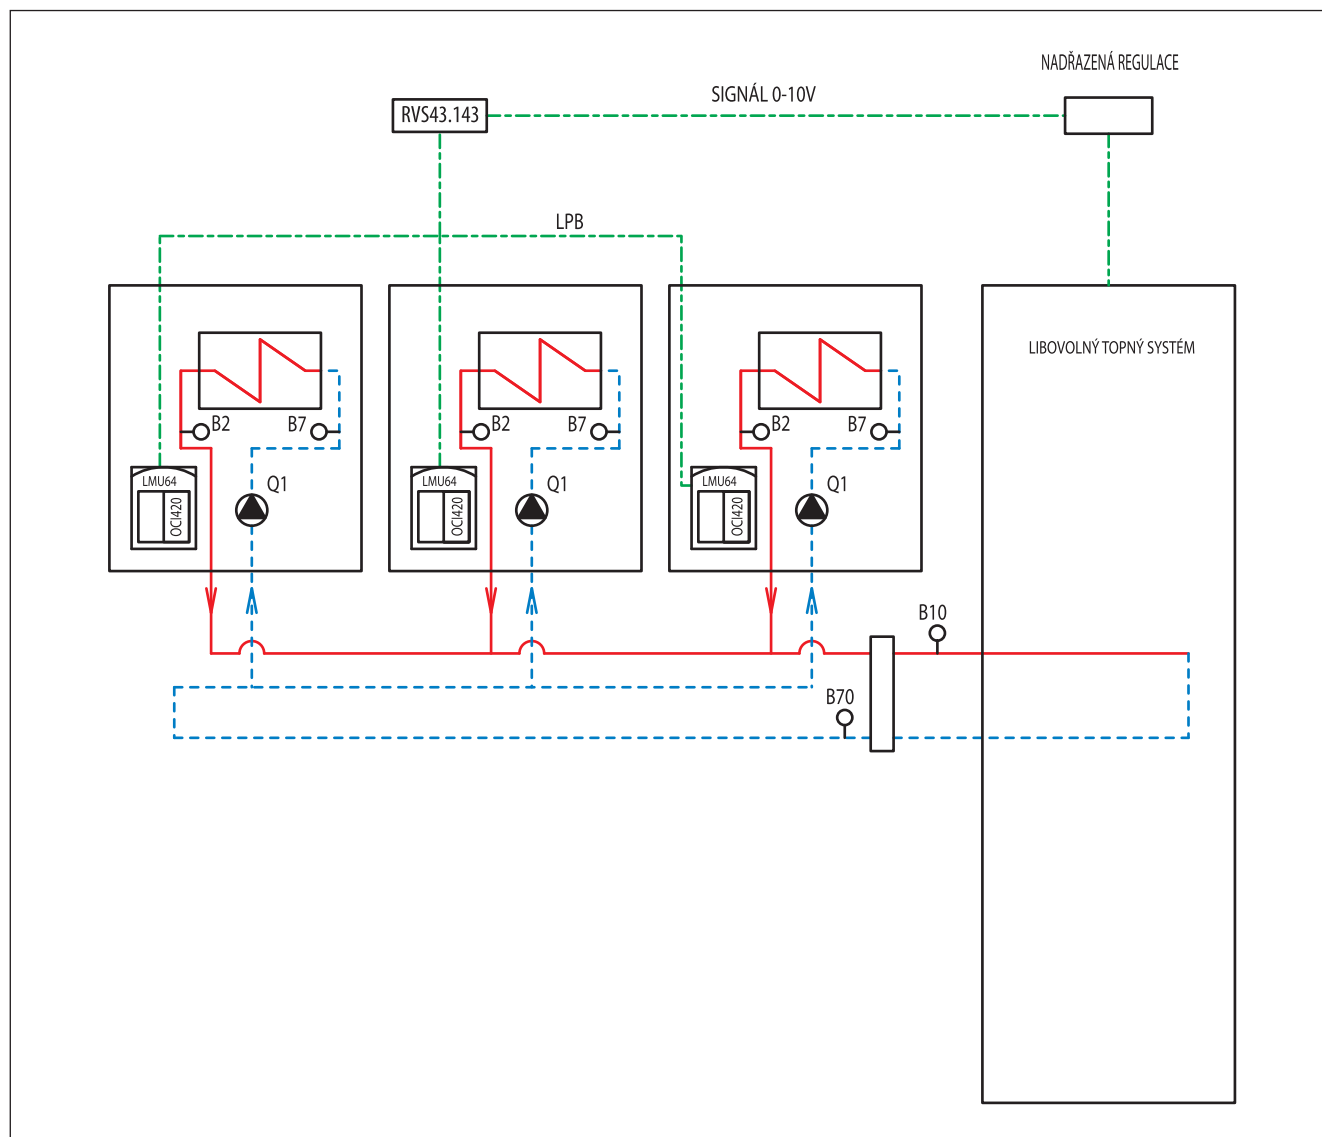 NADŘAZENÁ REGULACE
SIGNÁL 0-10V
RVS43.143
LPB
LIBOVOLNÝ TOPNÝ SYSTÉM
B2
B7
B2
B7
B2
B7
LMU64
OCI420
Q1
LMU64
OCI420
Q1
LMU64
OCI420
Q1
B10
B70